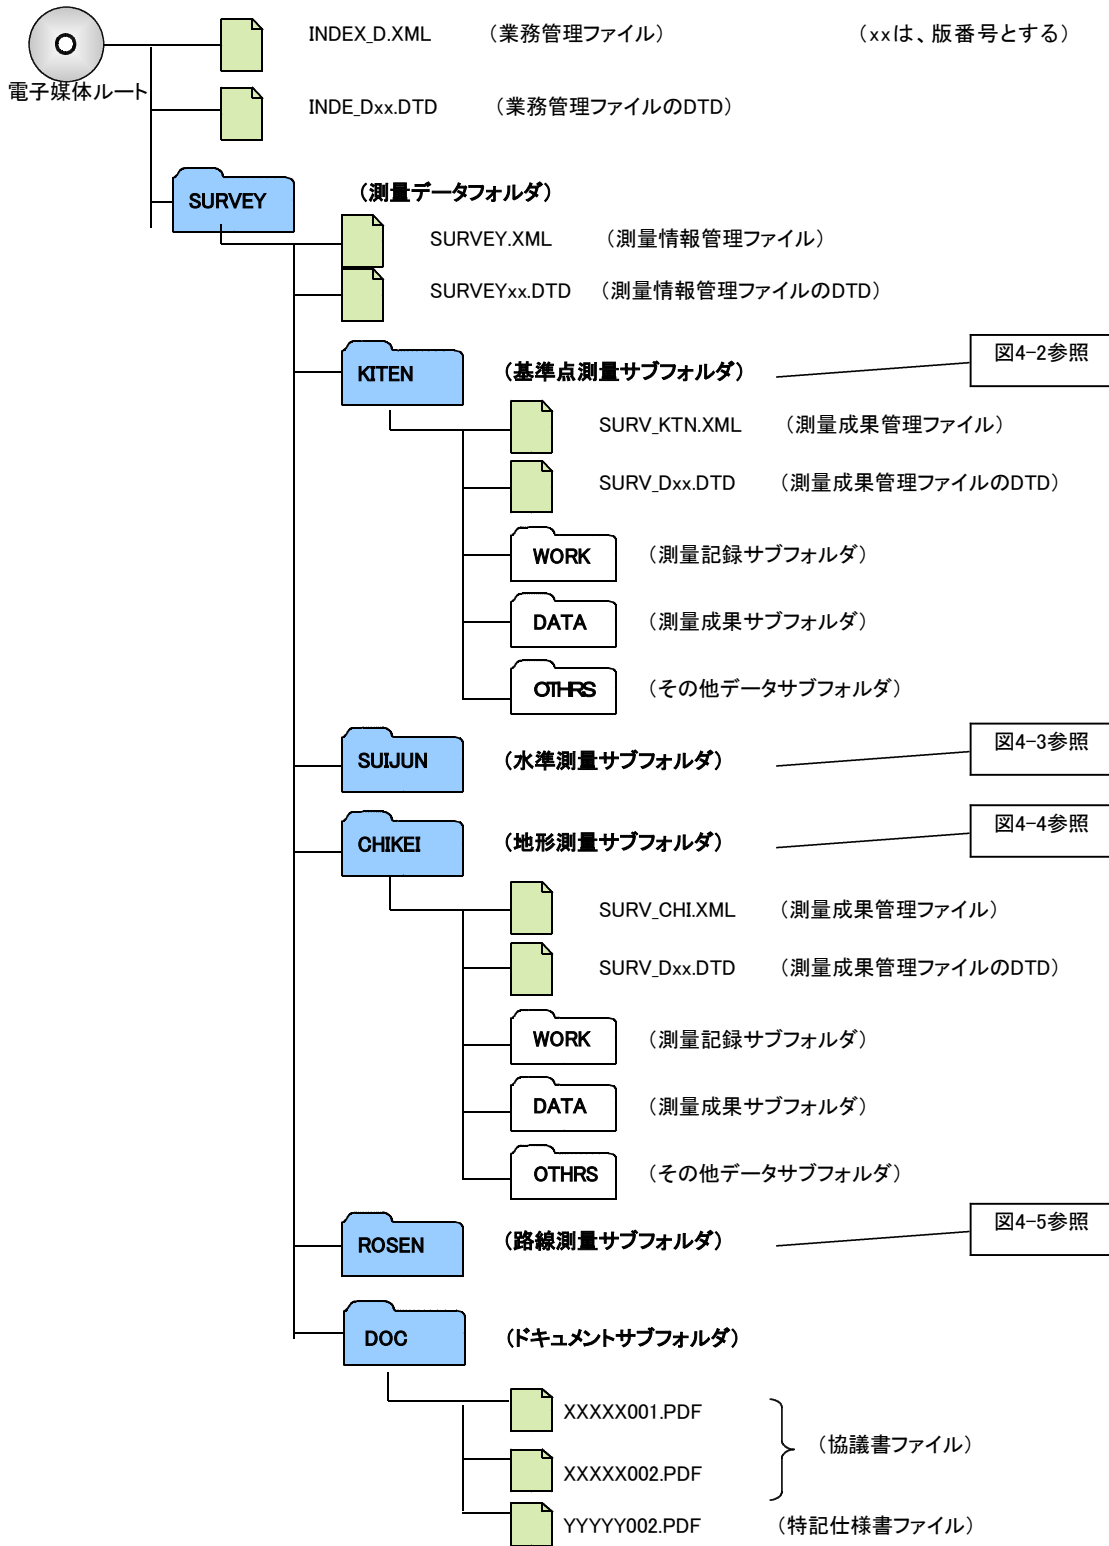 INDEX_D.XML （業務管理ファイル） （xxは、版番号とする）
電子媒体ルート
INDE_Dxx.DTD （業務管理ファイルのDTD）
SURVEY （測量データフォルダ）
SURVEY.XML （測量情報管理ファイル）
SURVEYxx.DTD （測量情報管理ファイルのDTD）
図4-2参照
KITEN （基準点測量サブフォルダ）
SURV_KTN.XML （測量成果管理ファイル）
SURV_Dxx.DTD （測量成果管理ファイルのDTD）
WORK （測量記録サブフォルダ）
DATA （測量成果サブフォルダ）
OTHRS （その他データサブフォルダ）
図4-3参照
SUIJUN （水準測量サブフォルダ）
図4-4参照
CHIKEI （地形測量サブフォルダ）
SURV_CHI.XML （測量成果管理ファイル）
SURV_Dxx.DTD （測量成果管理ファイルのDTD）
WORK （測量記録サブフォルダ）
DATA （測量成果サブフォルダ）
OTHRS （その他データサブフォルダ）
図4-5参照
ROSEN （路線測量サブフォルダ）
DOC （ドキュメントサブフォルダ）
XXXXX001.PDF
（協議書ファイル）
XXXXX002.PDF
YYYYY002.PDF （特記仕様書ファイル）